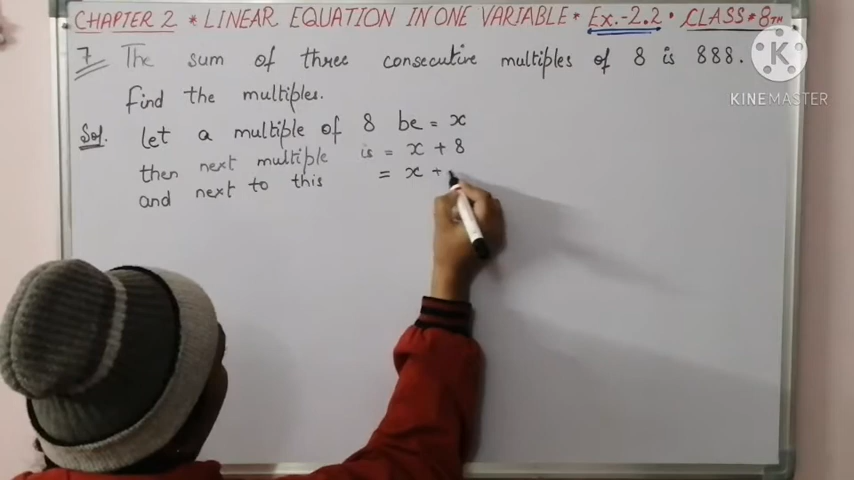 CHAPTER 2 * LINEAR EQUATION IN ONE VARIABLE * Ex.-2.2 * CLASS # 8TH
7 The sum of three consecutive multiples of 8 is 888.
find the multiples.
Sol. let a multiple of 8 be = x
then next multiple is = x + 8
and next to this = x +
K
KINEMASTER